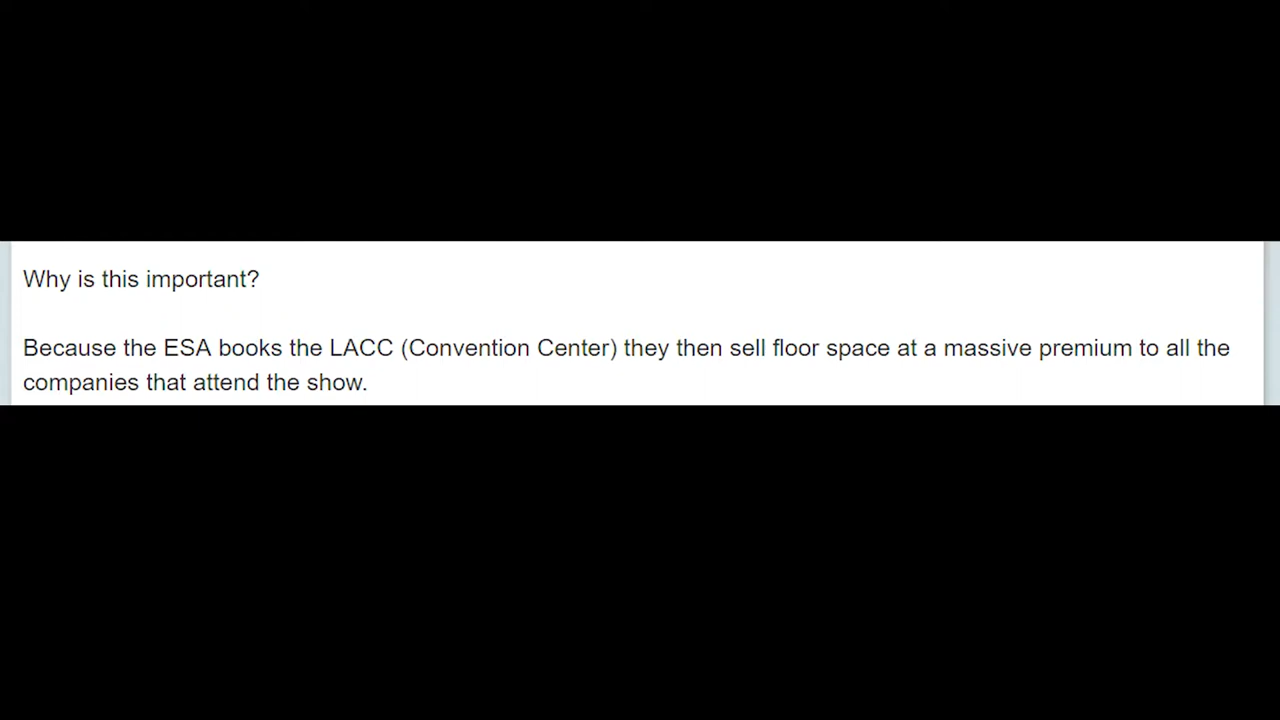 Why is this important?
Because the ESA books the LACC (Convention Center) they then sell floor space at a massive premium to all the
companies that attend the show.